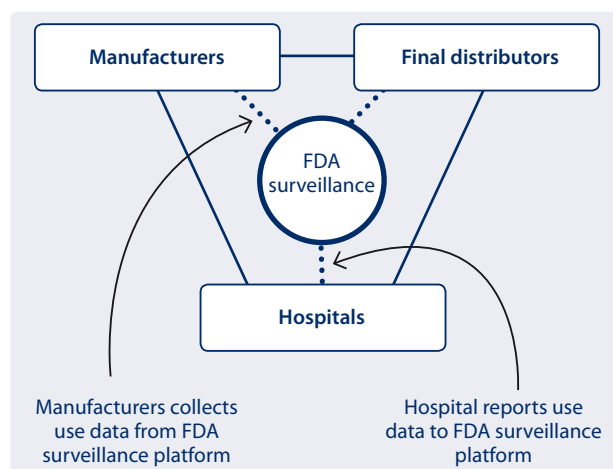 Manufacturers
Final distributors
FDA
surveillance
Hospitals
Manufacturers collects
use data from FDA
surveillance platform
Hospital reports use
data to FDA surveillance
platform